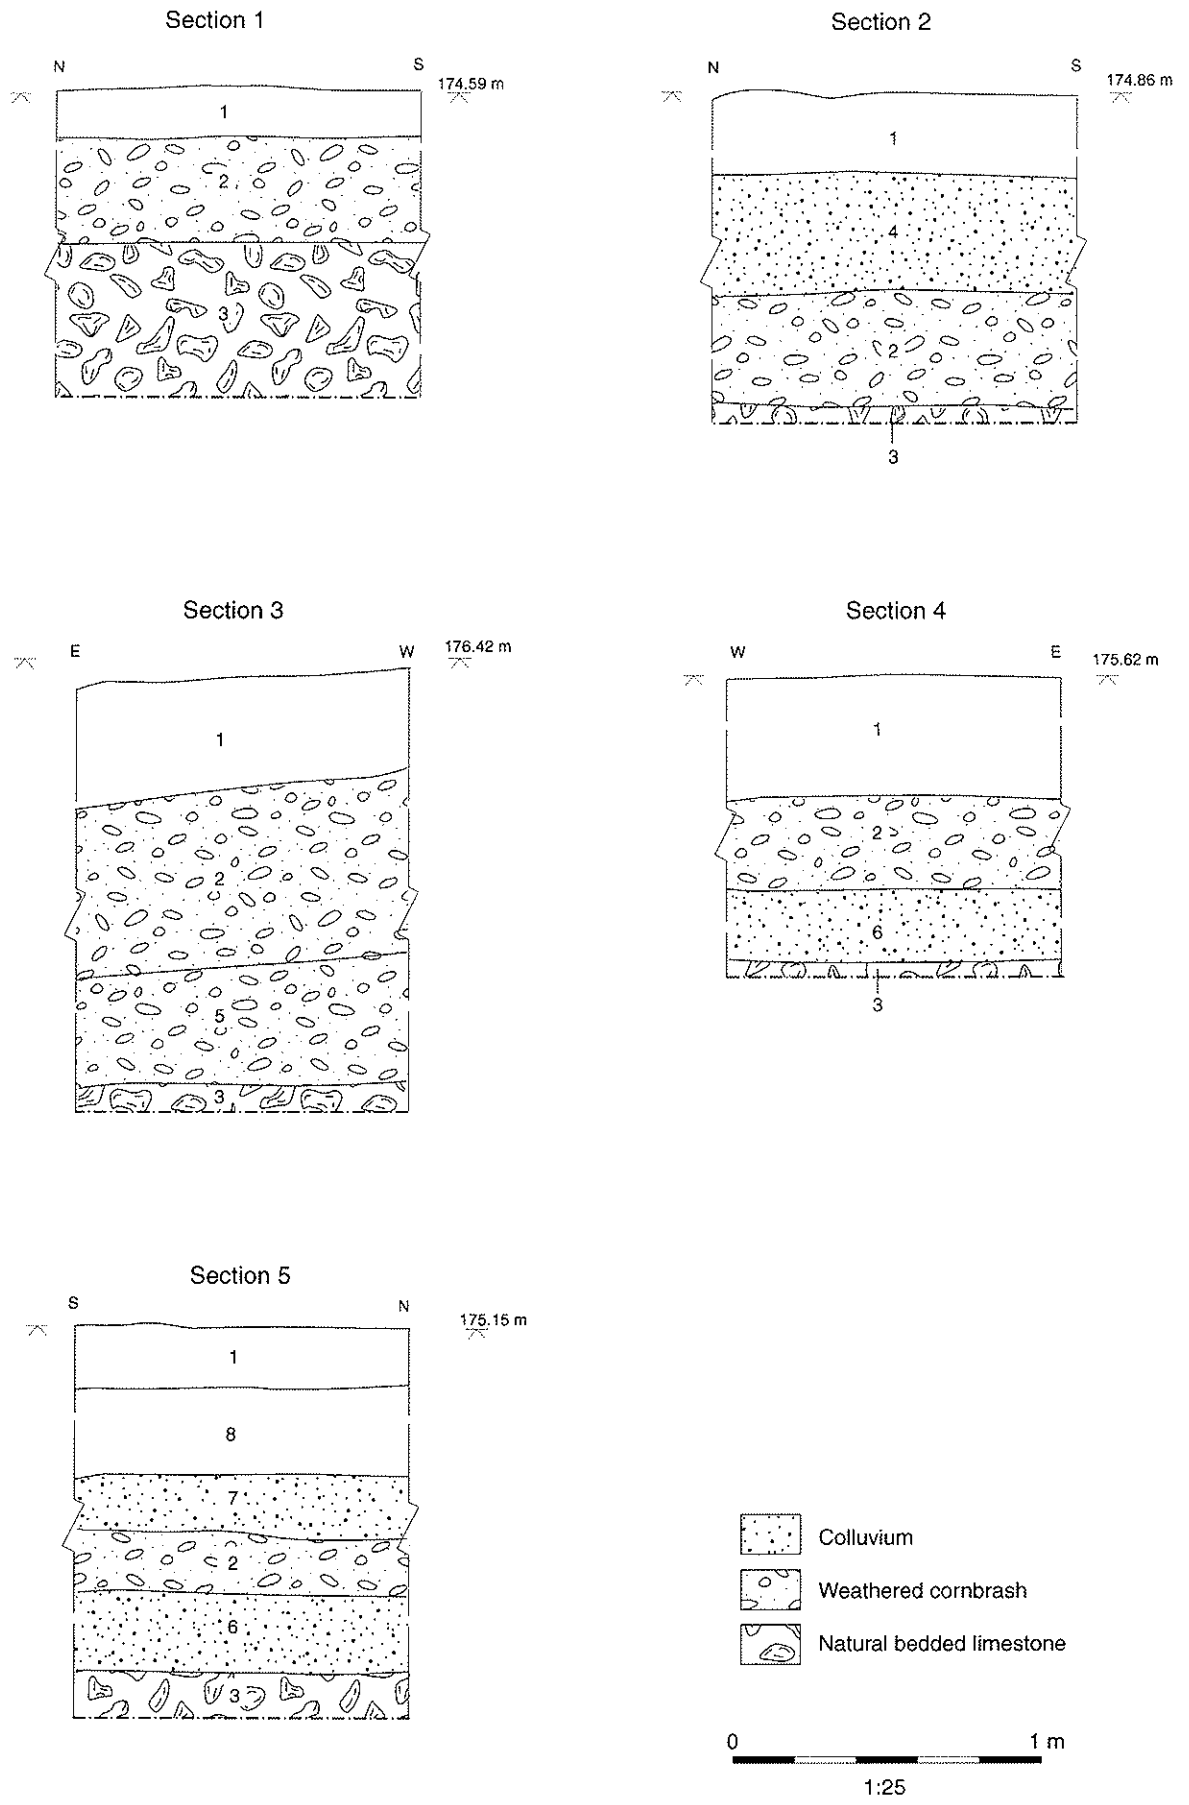 Section 1
N S 174.59 m
1
2
3
Section 2
N S 174.86 m
1
4
2
3
Section 3
E W 176.42 m
1
2
5
3
Section 4
W E 175.62 m
1
2
6
3
Section 5
S N 175.15 m
1
8
7
2
6
3
Colluvium
Weathered cornbrash
Natural bedded limestone
0 1 m
1:25